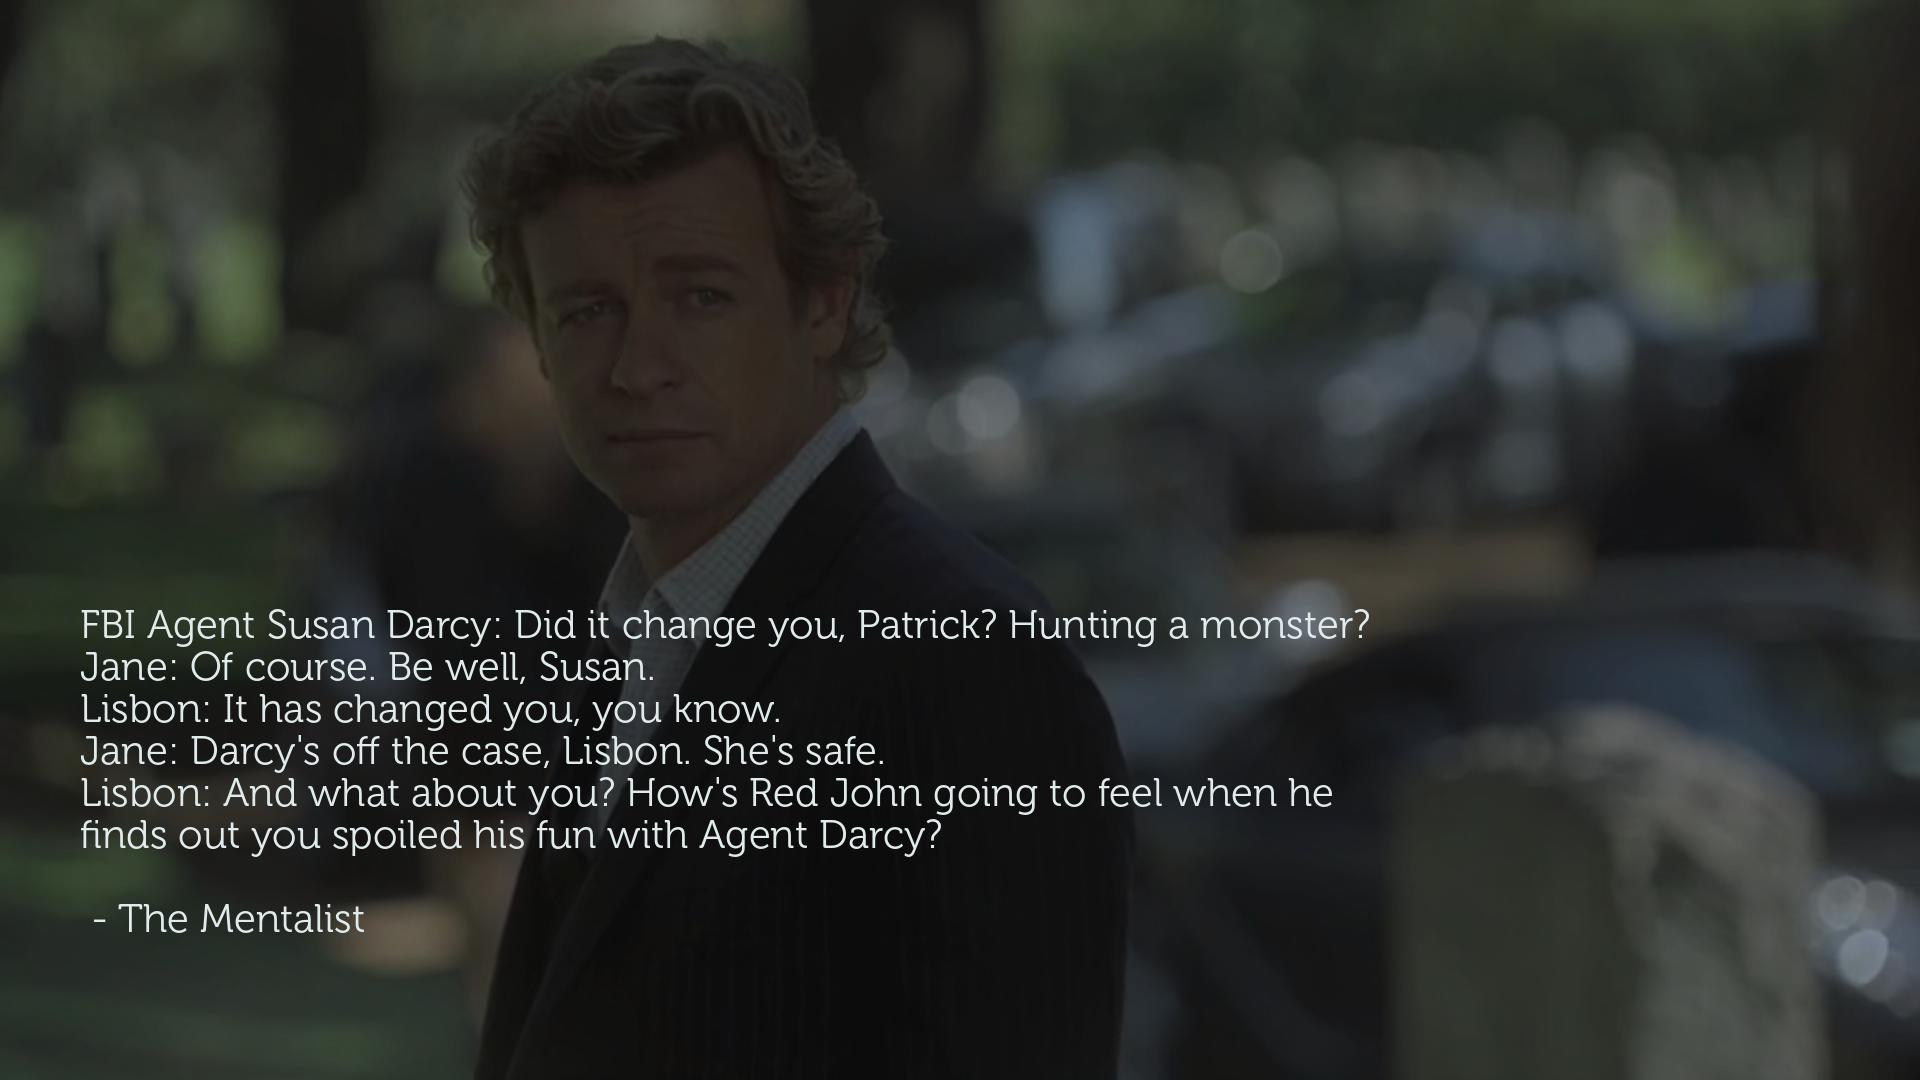 FBI Agent Susan Darcy: Did it change you, Patrick? Hunting a monster?
Jane: Of course. Be well, Susan.
Lisbon: It has changed you, you know.
Jane: Darcy's off the case, Lisbon. She's safe.
Lisbon: And what about you? How's Red John going to feel when he
finds out you spoiled his fun with Agent Darcy?
- The Mentalist